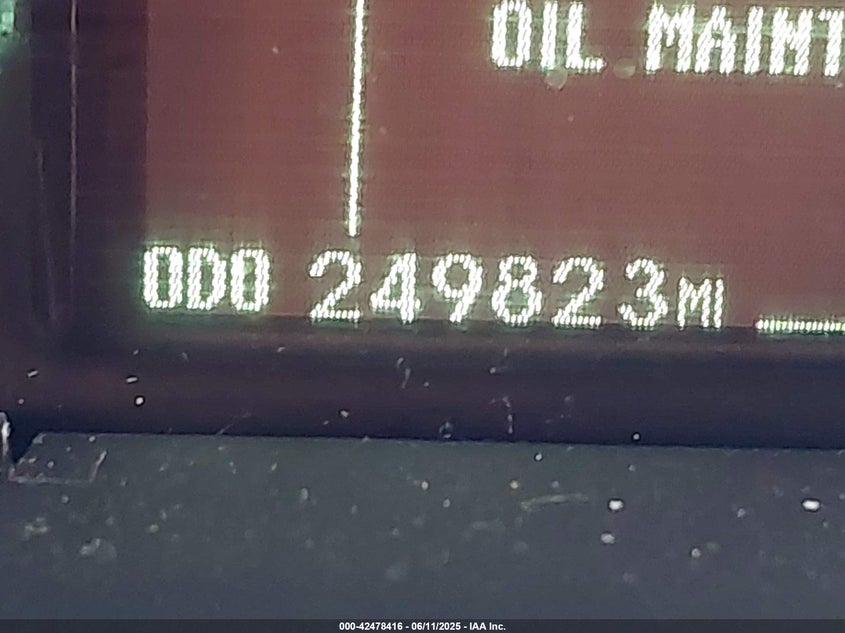 OIL MAINT
ODO 249823MI
000-42478416 - 06/11/2025 - IAA Inc.